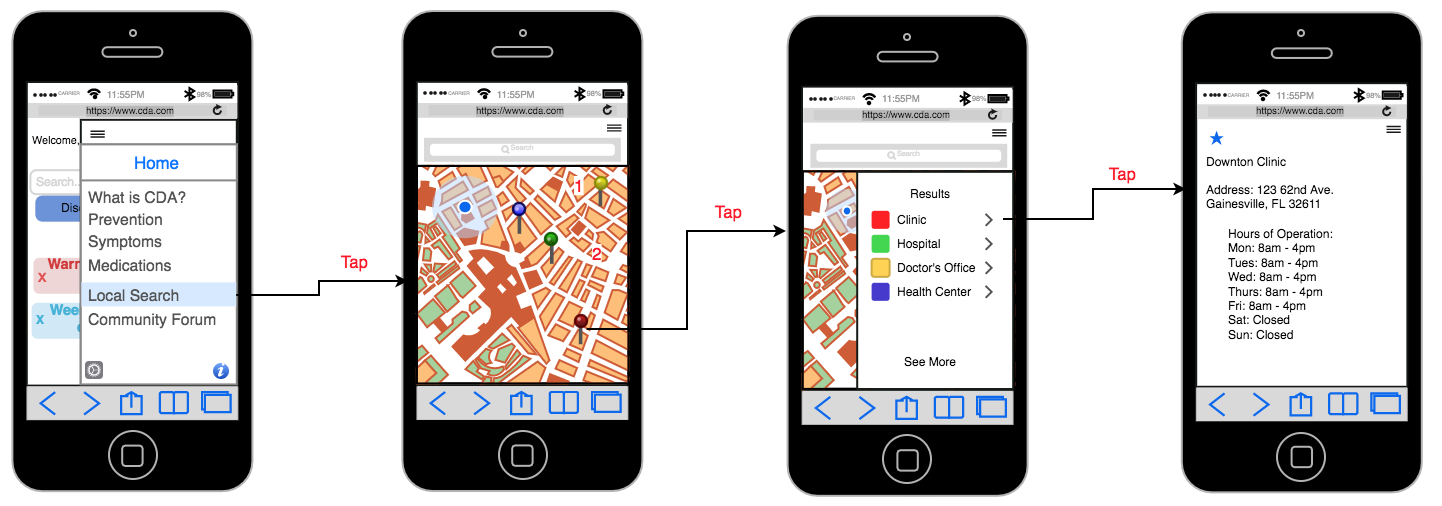 CARRIER 11:55PM 98%
https://www.cda.com
Welcome,
Home
Search..
What is CDA?
Prevention
Symptoms
Medications
Local Search
Community Forum
X
X
Tap
CARRIER 11:55PM 98%
https://www.cda.com
Search
1
2
Tap
CARRIER 11:55PM 98%
https://www.cda.com
Search
Results
Clinic
Hospital
Doctor's Office
Health Center
See More
Tap
CARRIER 11:55PM 98%
https://www.cda.com
Downton Clinic
Address: 123 62nd Ave.
Gainesville, FL 32611
Hours of Operation:
Mon: 8am - 4pm
Tues: 8am - 4pm
Wed: 8am - 4pm
Thurs: 8am - 4pm
Fri: 8am - 4pm
Sat: Closed
Sun: Closed